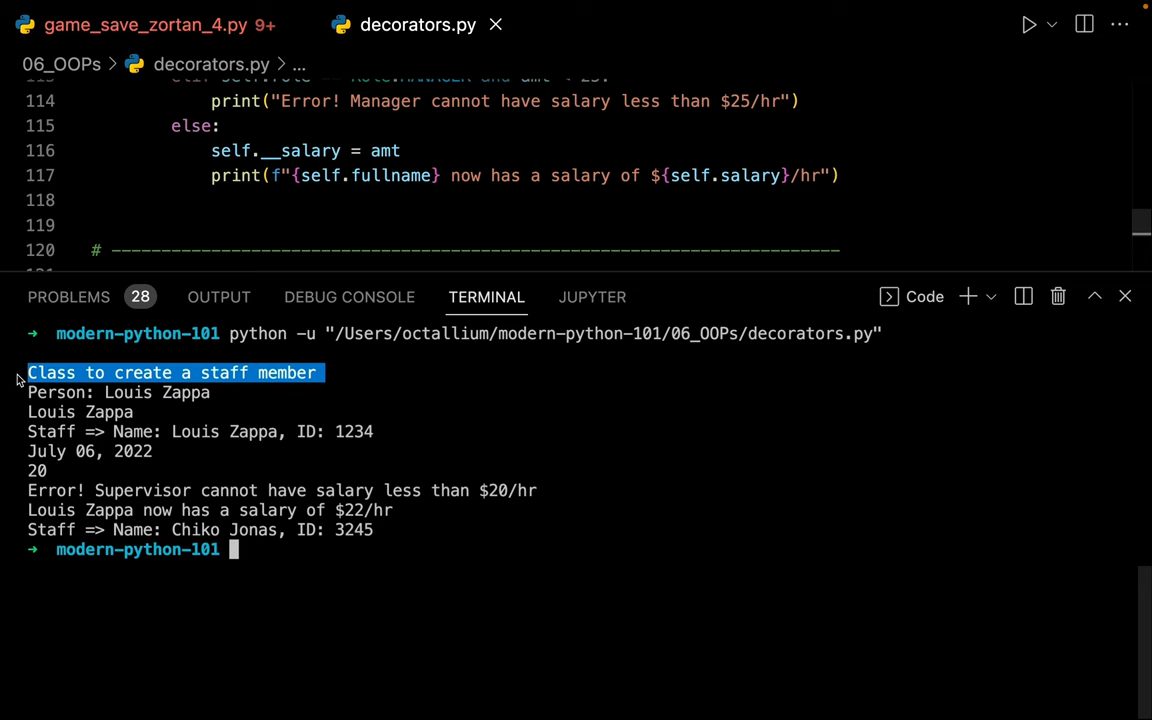 game_save_zortan_4.py 9+ decorators.py
06_OOPs > decorators.py > ...
114 print("Error! Manager cannot have salary less than $25/hr")
115 else:
116 self.__salary = amt
117 print(f"{self.fullname} now has a salary of ${self.salary}/hr")
118
119
120 # --------------------------------------------------------------------------
PROBLEMS 28 OUTPUT DEBUG CONSOLE TERMINAL JUPYTER Code
→ modern-python-101 python -u "/Users/octallium/modern-python-101/06_OOPs/decorators.py"
Class to create a staff member
Person: Louis Zappa
Louis Zappa
Staff => Name: Louis Zappa, ID: 1234
July 06, 2022
20
Error! Supervisor cannot have salary less than $20/hr
Louis Zappa now has a salary of $22/hr
Staff => Name: Chiko Jonas, ID: 3245
→ modern-python-101